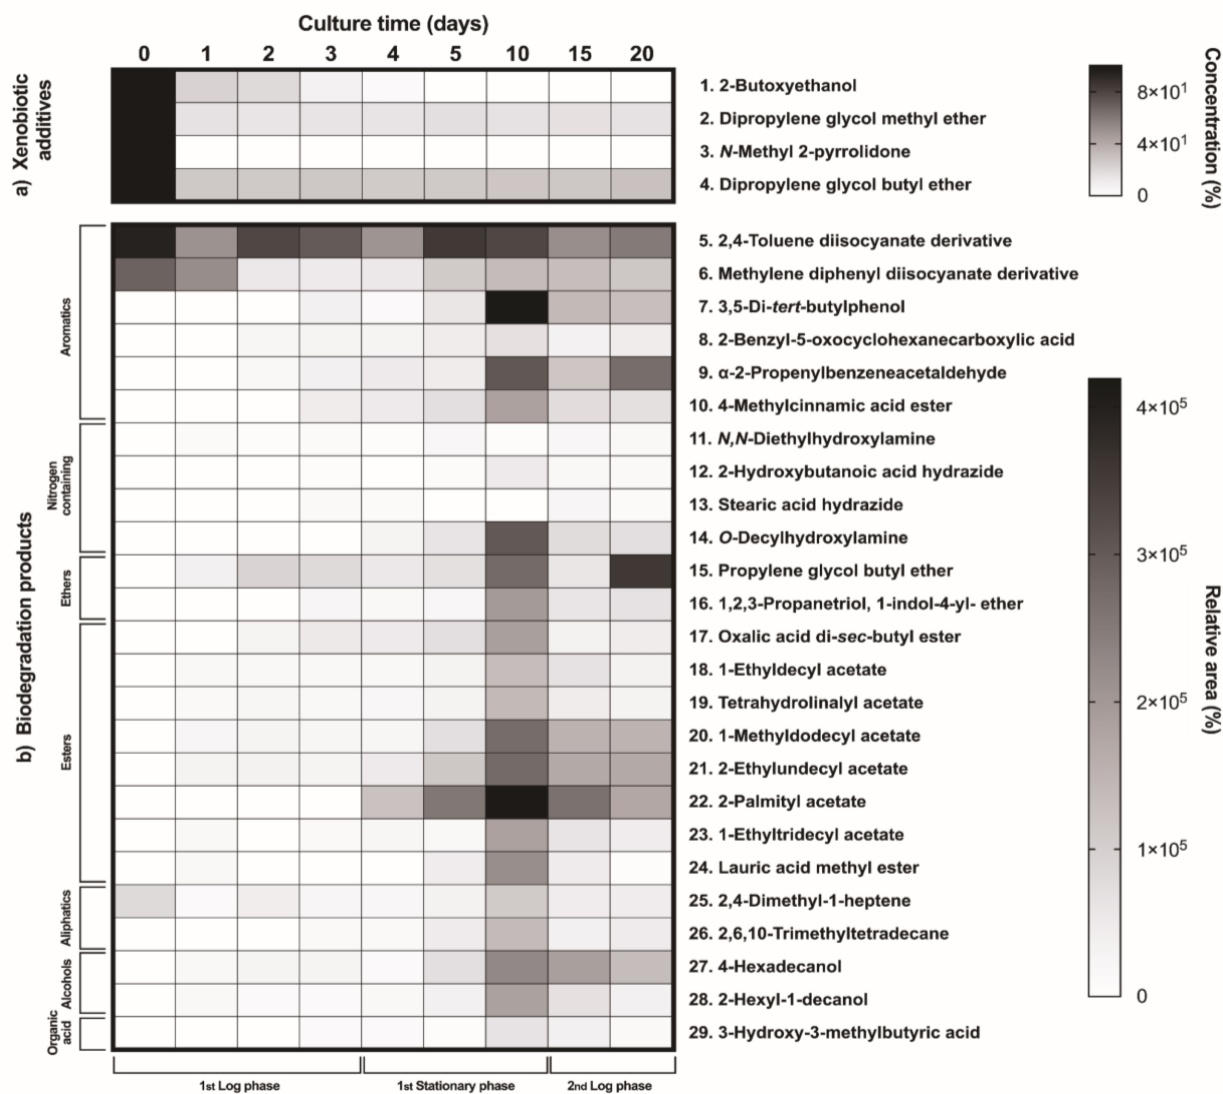 Culture time (days)
0 1 2 3 4 5 10 15 20
a) Xenobiotic
additives
1. 2-Butoxyethanol
2. Dipropylene glycol methyl ether
3. N-Methyl 2-pyrrolidone
4. Dipropylene glycol butyl ether
8×10¹
4×10¹
0
Concentration (%)
b) Biodegradation products
Aromatics
5. 2,4-Toluene diisocyanate derivative
6. Methylene diphenyl diisocyanate derivative
7. 3,5-Di-tert-butylphenol
8. 2-Benzyl-5-oxocyclohexanecarboxylic acid
9. α-2-Propenylbenzeneacetaldehyde
10. 4-Methylcinnamic acid ester
Nitrogen
containing
11. N,N-Diethylhydroxylamine
12. 2-Hydroxybutanoic acid hydrazide
13. Stearic acid hydrazide
14. O-Decylhydroxylamine
Ethers
15. Propylene glycol butyl ether
16. 1,2,3-Propanetriol, 1-indol-4-yl- ether
Esters
17. Oxalic acid di-sec-butyl ester
18. 1-Ethyldecyl acetate
19. Tetrahydrolinalyl acetate
20. 1-Methyldodecyl acetate
21. 2-Ethylundecyl acetate
22. 2-Palmityl acetate
23. 1-Ethyltridecyl acetate
24. Lauric acid methyl ester
Aliphatics
25. 2,4-Dimethyl-1-heptene
26. 2,6,10-Trimethyltetradecane
Alcohols
27. 4-Hexadecanol
28. 2-Hexyl-1-decanol
Organic
acid
29. 3-Hydroxy-3-methylbutyric acid
4×10⁵
3×10⁵
2×10⁵
1×10⁵
0
Relative area (%)
1st Log phase
1st Stationary phase
2nd Log phase